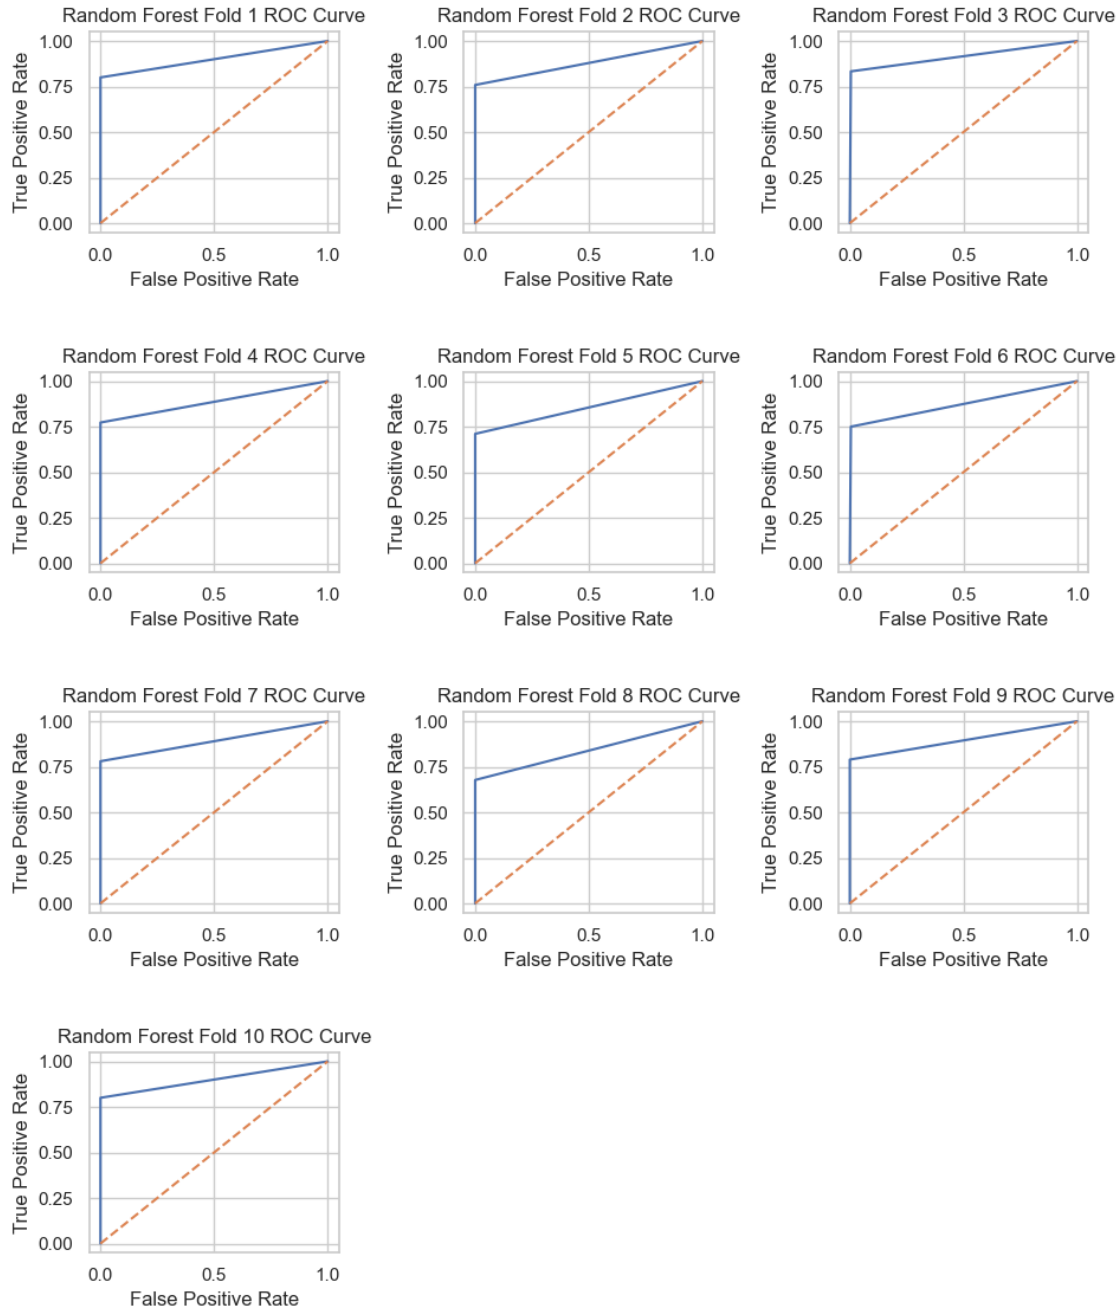 Random Forest Fold 1 ROC Curve
1.00
0.75
0.50
0.25
0.00
True Positive Rate
0.0 0.5 1.0
False Positive Rate
Random Forest Fold 2 ROC Curve
1.00
0.75
0.50
0.25
0.00
True Positive Rate
0.0 0.5 1.0
False Positive Rate
Random Forest Fold 3 ROC Curve
1.00
0.75
0.50
0.25
0.00
True Positive Rate
0.0 0.5 1.0
False Positive Rate
Random Forest Fold 4 ROC Curve
1.00
0.75
0.50
0.25
0.00
True Positive Rate
0.0 0.5 1.0
False Positive Rate
Random Forest Fold 5 ROC Curve
1.00
0.75
0.50
0.25
0.00
True Positive Rate
0.0 0.5 1.0
False Positive Rate
Random Forest Fold 6 ROC Curve
1.00
0.75
0.50
0.25
0.00
True Positive Rate
0.0 0.5 1.0
False Positive Rate
Random Forest Fold 7 ROC Curve
1.00
0.75
0.50
0.25
0.00
True Positive Rate
0.0 0.5 1.0
False Positive Rate
Random Forest Fold 8 ROC Curve
1.00
0.75
0.50
0.25
0.00
True Positive Rate
0.0 0.5 1.0
False Positive Rate
Random Forest Fold 9 ROC Curve
1.00
0.75
0.50
0.25
0.00
True Positive Rate
0.0 0.5 1.0
False Positive Rate
Random Forest Fold 10 ROC Curve
1.00
0.75
0.50
0.25
0.00
True Positive Rate
0.0 0.5 1.0
False Positive Rate